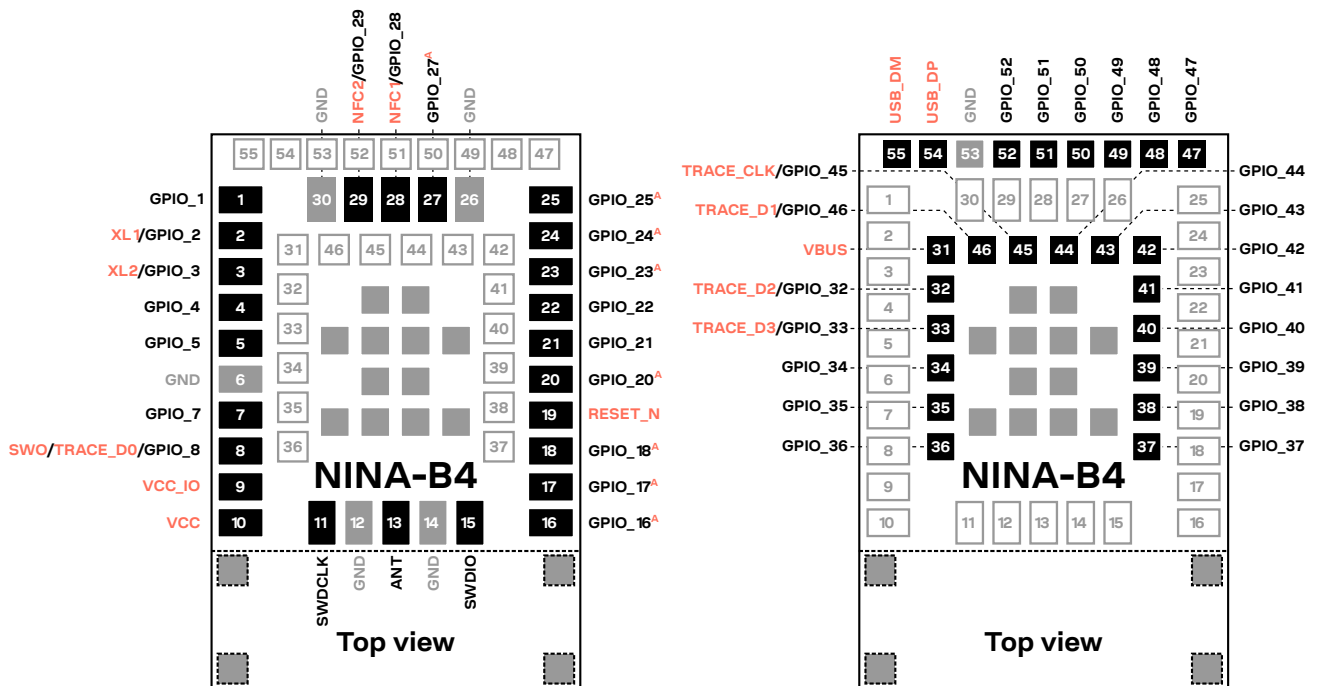 GND
NFC2/GPIO_29
NFC1/GPIO_28
GPIO_27A
GND
55 54 53 52 51 50 49 48 47
GPIO_1 1 30 29 28 27 26 25 GPIO_25A
XL1/GPIO_2 2 31 46 45 44 43 42 24 GPIO_24A
XL2/GPIO_3 3 32 41 23 GPIO_23A
GPIO_4 4 33 40 22 GPIO_22
GPIO_5 5 34 39 21 GPIO_21
GND 6 35 38 20 GPIO_20A
GPIO_7 7 36 37 19 RESET_N
SWO/TRACE_D0/GPIO_8 8 18 GPIO_18A
NINA-B4
VCC_IO 9 17 GPIO_17A
VCC 10 11 12 13 14 15 16 GPIO_16A
SWDCLK
GND
ANT
GND
SWDIO
Top view
USB_DM
USB_DP
GND
GPIO_52
GPIO_51
GPIO_50
GPIO_49
GPIO_48
GPIO_47
55 54 53 52 51 50 49 48 47
TRACE_CLK/GPIO_45 GPIO_44
1 30 29 28 27 26 25
TRACE_D1/GPIO_46 GPIO_43
2 24
VBUS 31 46 45 44 43 42 GPIO_42
3 23
TRACE_D2/GPIO_32 32 41 GPIO_41
4 22
TRACE_D3/GPIO_33 33 40 GPIO_40
5 21
GPIO_34 34 39 GPIO_39
6 20
GPIO_35 35 38 GPIO_38
7 19
GPIO_36 36 37 GPIO_37
8 18
NINA-B4
9 17
10 11 12 13 14 15 16
Top view